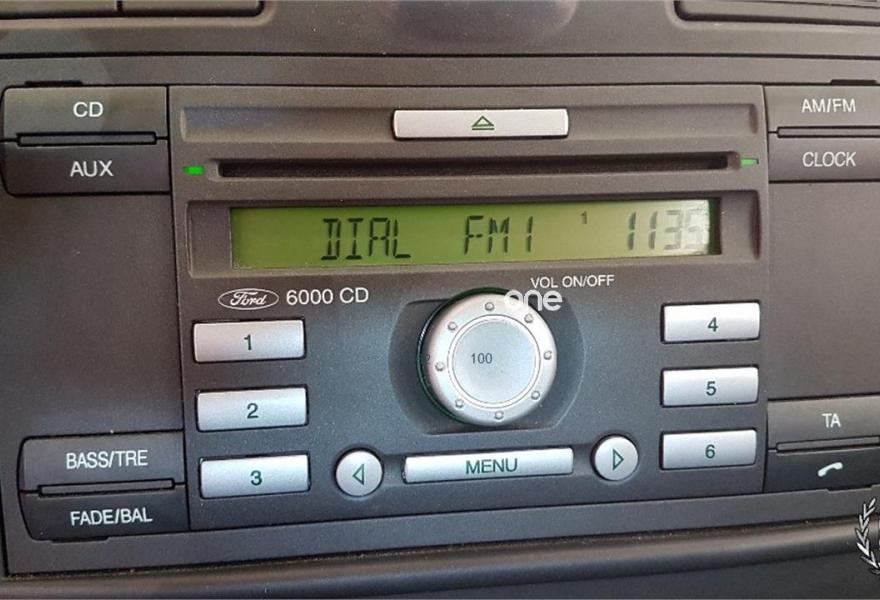 CD
AM/FM
AUX
CLOCK
DIAL FM1 1 1135
Ford 6000 CD
VOL ON/OFF
one
1
4
100
2
5
3
MENU
6
BASS/TRE
TA
FADE/BAL